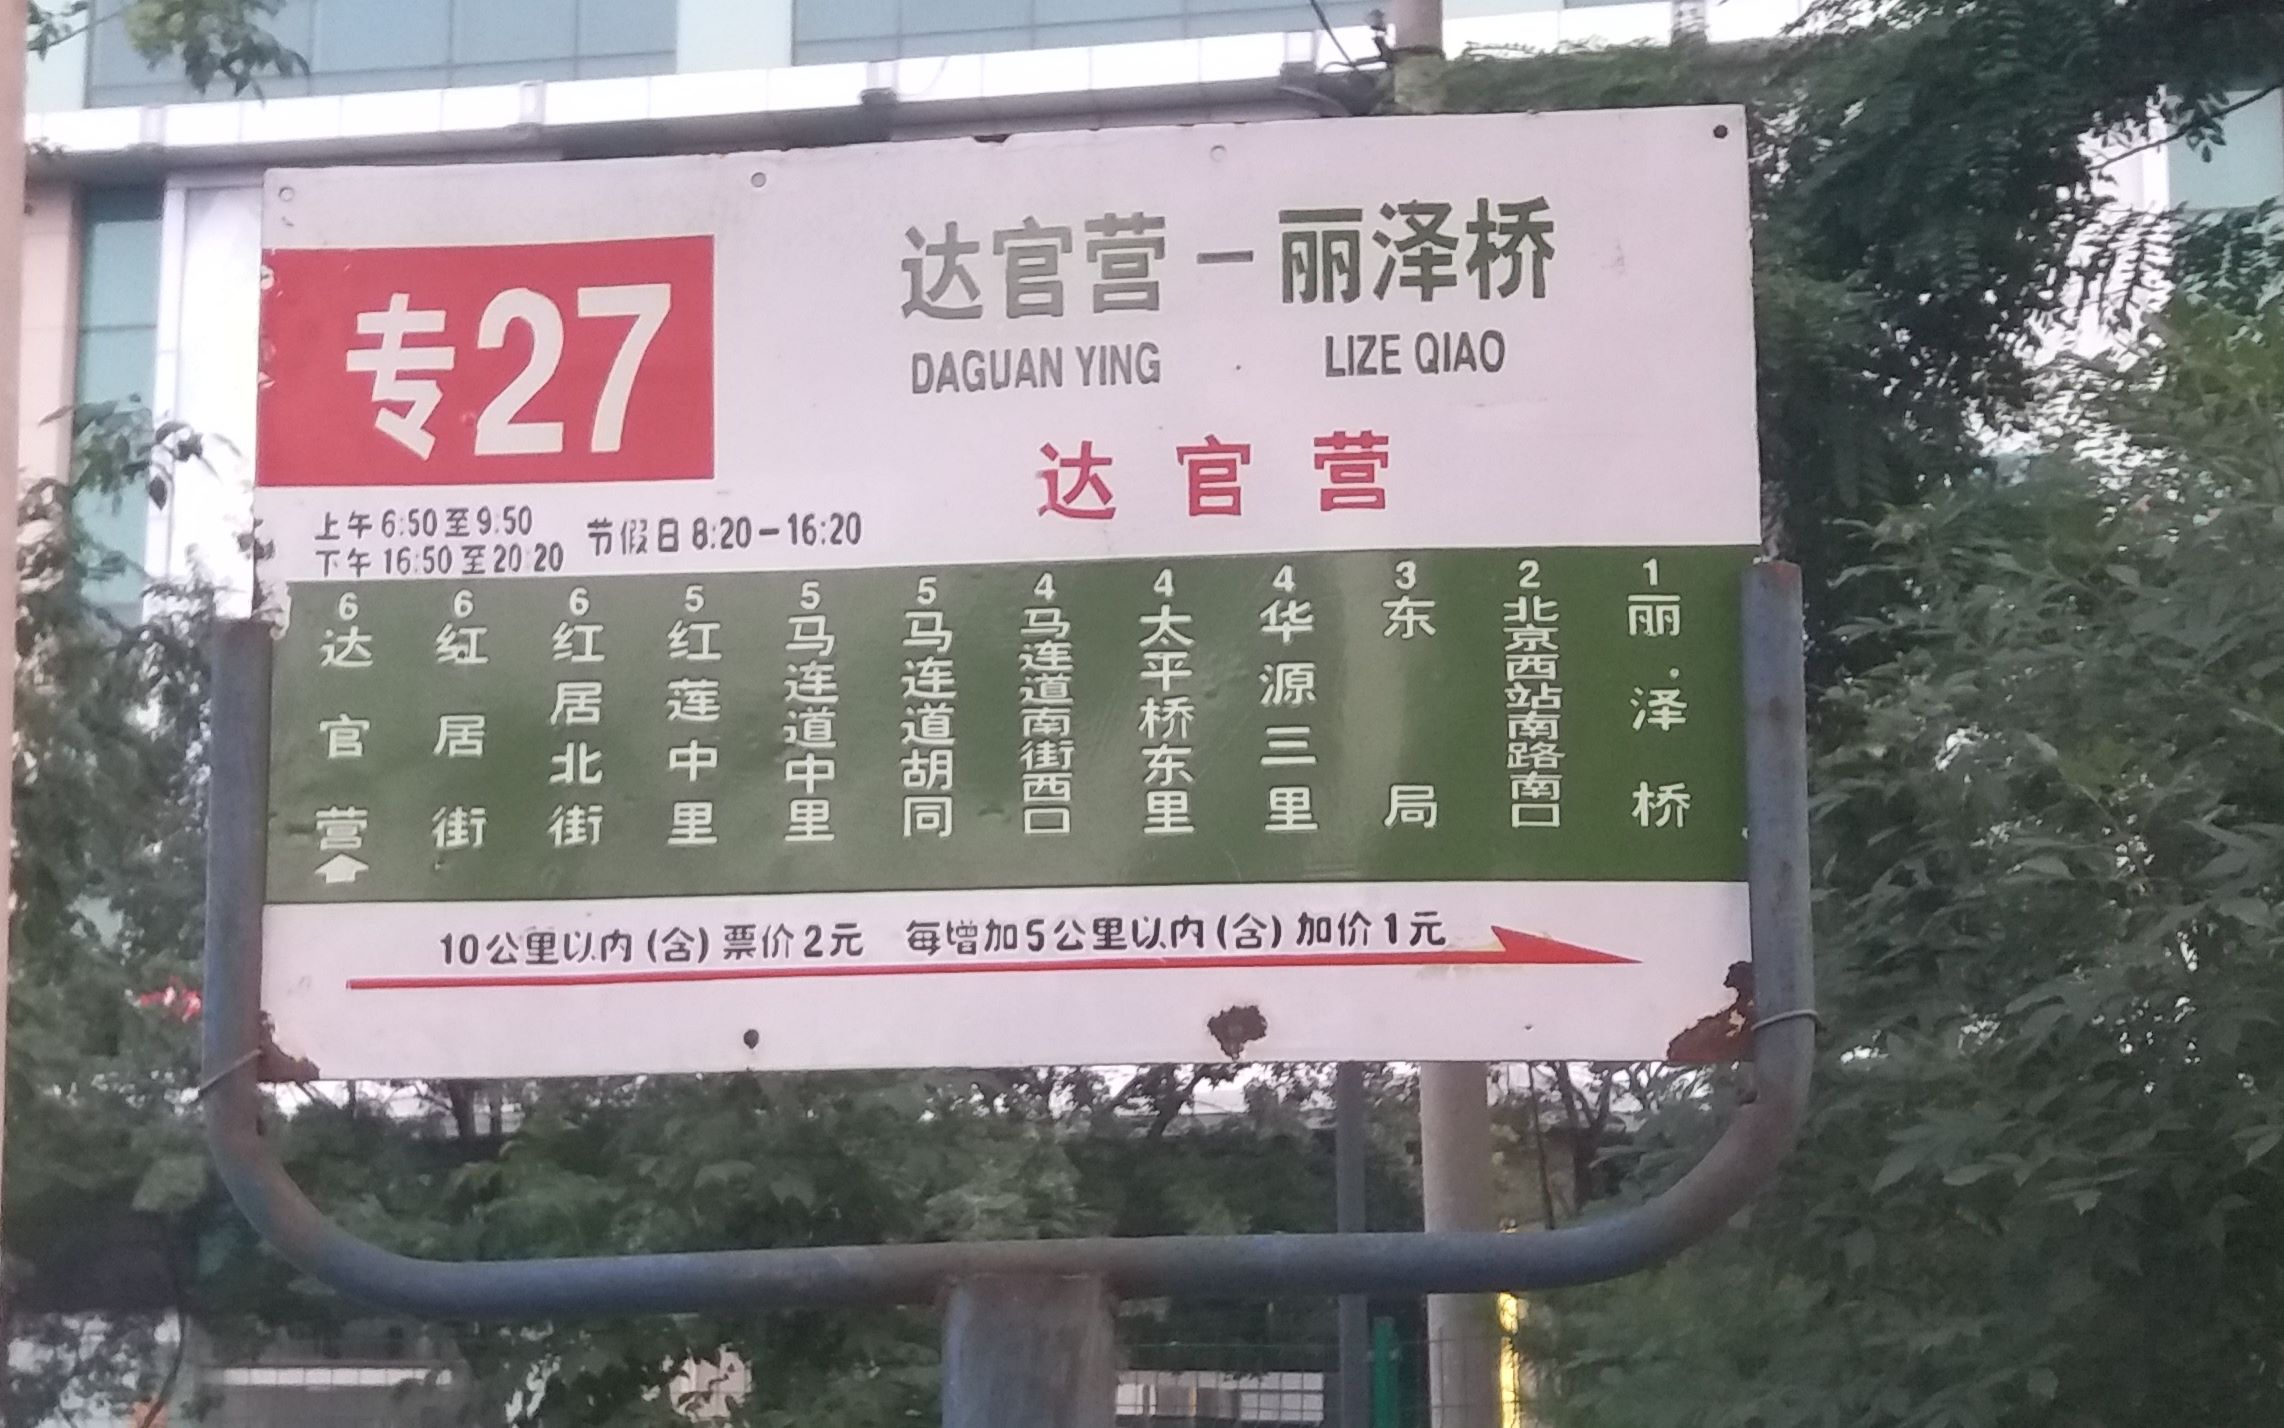 专27
达官营－丽泽桥
DAGUAN YING LIZE QIAO
达官营
上午6:50至9:50
下午16:50至20:20
节假日8:20－16:20
6达官营
6红居街
6红居北街
5红莲中里
5马连道中里
5马连道胡同
4马连道南街西口
4太平桥东里
4华源三里
3东局
2北京西站南路南口
1丽泽桥
10公里以内(含)票价2元 每增加5公里以内(含)加价1元